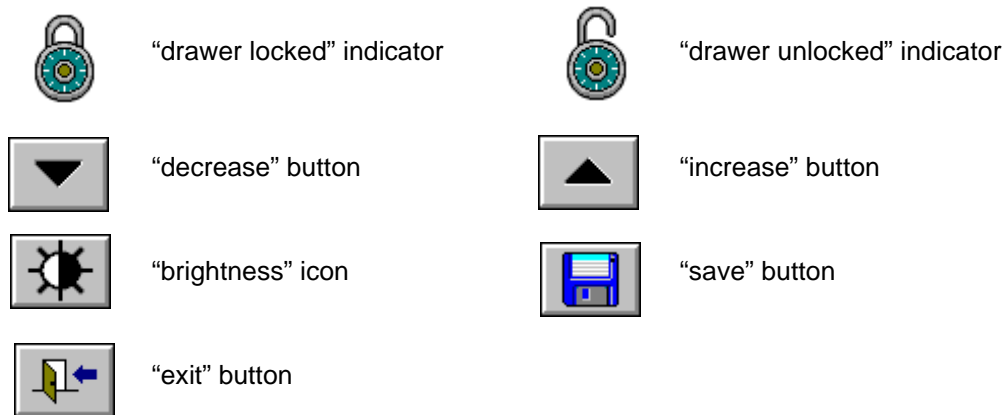 “drawer locked” indicator
“drawer unlocked” indicator
“decrease” button
“increase” button
“brightness” icon
“save” button
“exit” button